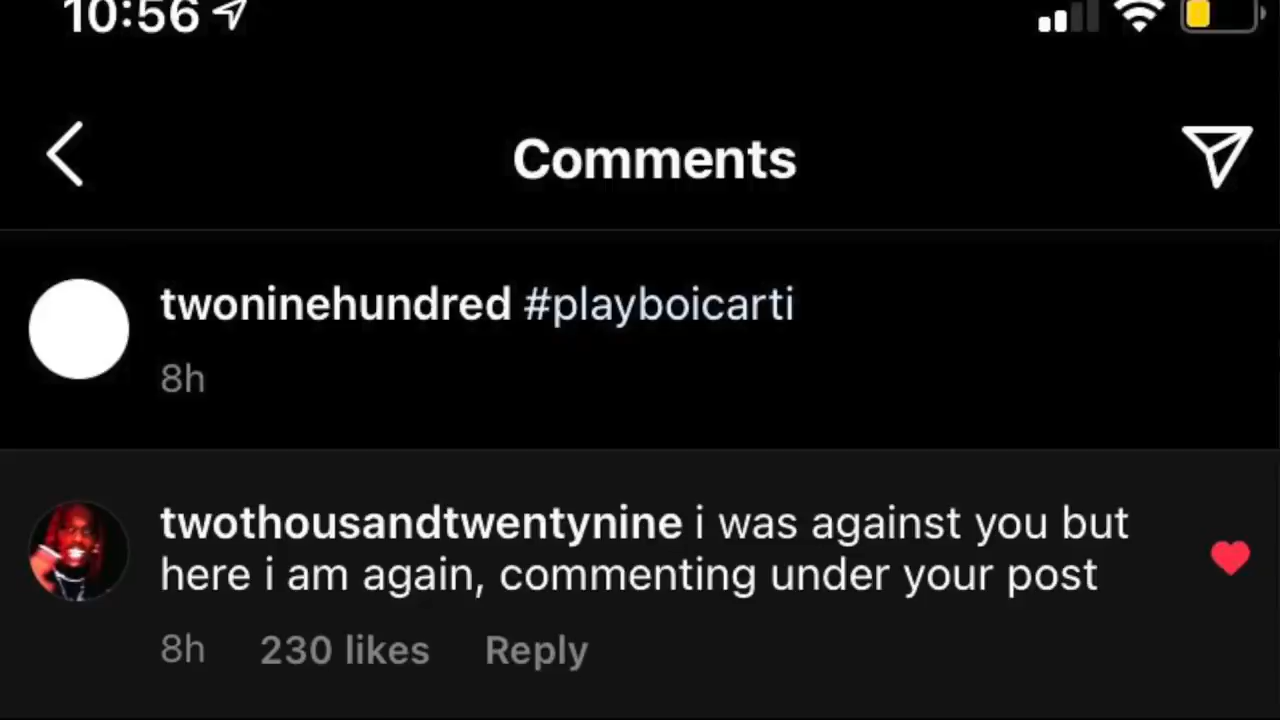 10:56
Comments
twoninehundred #playboicarti
8h
twothousandtwentynine i was against you but
here i am again, commenting under your post
8h 230 likes Reply